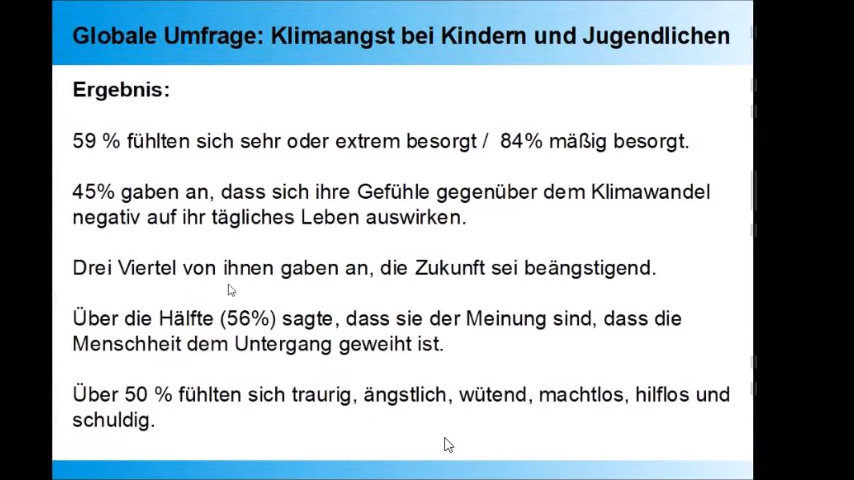 Globale Umfrage: Klimaangst bei Kindern und Jugendlichen
Ergebnis:
59 % fühlten sich sehr oder extrem besorgt / 84% mäßig besorgt.
45% gaben an, dass sich ihre Gefühle gegenüber dem Klimawandel
negativ auf ihr tägliches Leben auswirken.
Drei Viertel von ihnen gaben an, die Zukunft sei beängstigend.
Über die Hälfte (56%) sagte, dass sie der Meinung sind, dass die
Menschheit dem Untergang geweiht ist.
Über 50 % fühlten sich traurig, ängstlich, wütend, machtlos, hilflos und
schuldig.